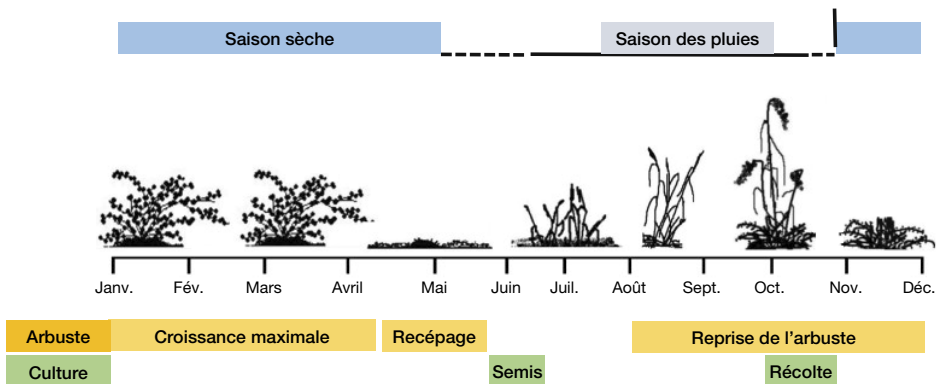 Saison sèche Saison des pluies
Janv. Fév. Mars Avril Mai Juin Juil. Août Sept. Oct. Nov. Déc.
Arbuste Croissance maximale Recépage Reprise de l’arbuste
Culture Semis Récolte